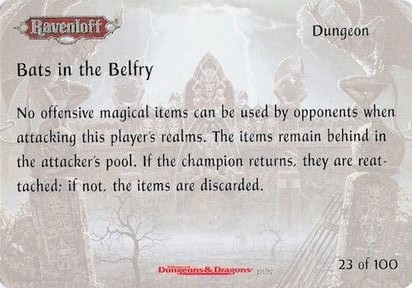 Ravenloft
Dungeon
Bats in the Belfry
No offensive magical items can be used by opponents when
attacking this player's realms. The items remain behind in
the attacker's pool. If the champion returns, they are reat-
tached; if not, the items are discarded.
Advanced
Dungeons & Dragons
23 of 100